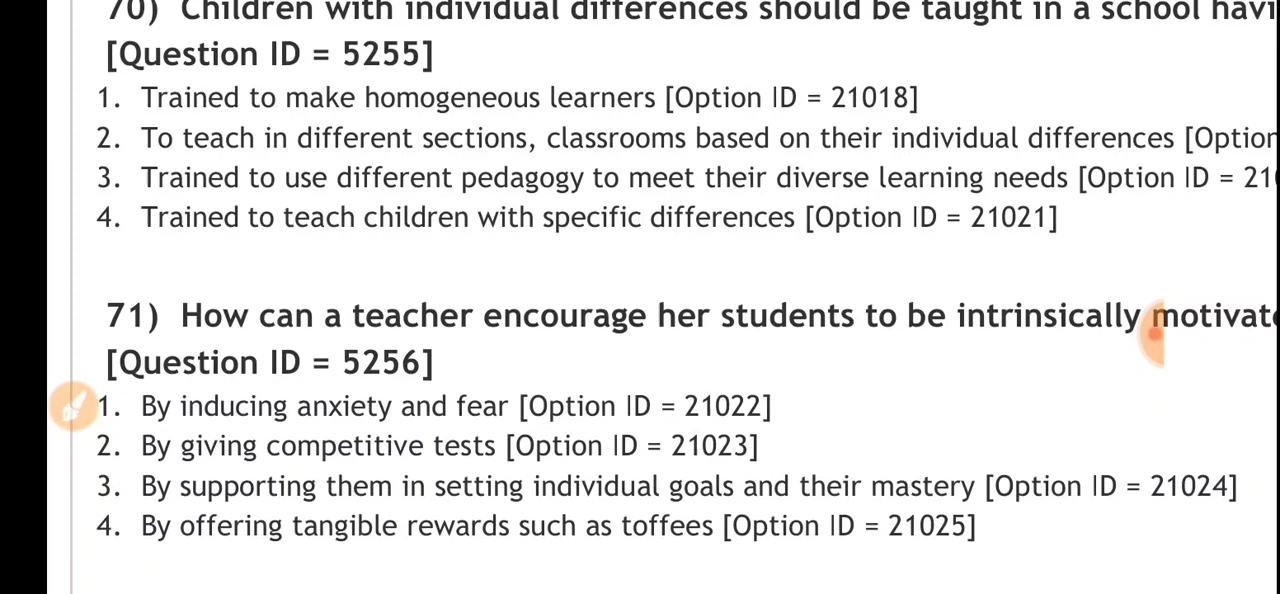 70) Children with individual differences should be taught in a school havi
[Question ID = 5255]
1. Trained to make homogeneous learners [Option ID = 21018]
2. To teach in different sections, classrooms based on their individual differences [Option
3. Trained to use different pedagogy to meet their diverse learning needs [Option ID = 21
4. Trained to teach children with specific differences [Option ID = 21021]
71) How can a teacher encourage her students to be intrinsically motivat
[Question ID = 5256]
1. By inducing anxiety and fear [Option ID = 21022]
2. By giving competitive tests [Option ID = 21023]
3. By supporting them in setting individual goals and their mastery [Option ID = 21024]
4. By offering tangible rewards such as toffees [Option ID = 21025]